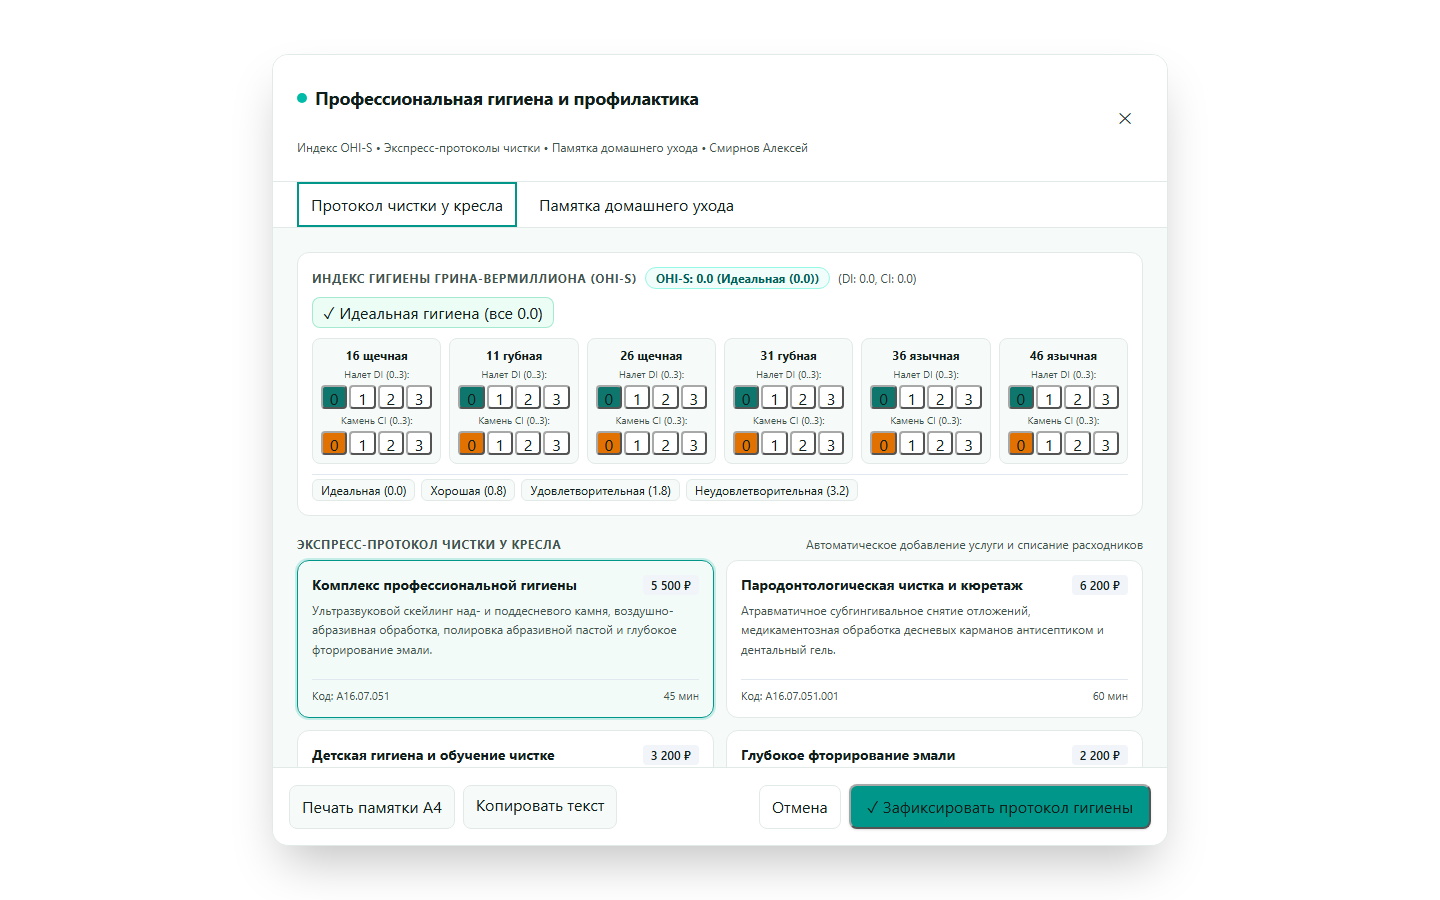 Профессиональная гигиена и профилактика
×
Индекс OHI-S • Экспресс-протоколы чистки • Памятка домашнего ухода • Смирнов Алексей
Протокол чистки у кресла
Памятка домашнего ухода
ИНДЕКС ГИГИЕНЫ ГРИНА-ВЕРМИЛЛИОНА (OHI-S) OHI-S: 0.0 (Идеальная (0.0)) (DI: 0.0, CI: 0.0)
✓ Идеальная гигиена (все 0.0)
16 щечная
Налет DI (0..3):
0 1 2 3
Камень CI (0..3):
0 1 2 3
11 губная
Налет DI (0..3):
0 1 2 3
Камень CI (0..3):
0 1 2 3
26 щечная
Налет DI (0..3):
0 1 2 3
Камень CI (0..3):
0 1 2 3
31 губная
Налет DI (0..3):
0 1 2 3
Камень CI (0..3):
0 1 2 3
36 язычная
Налет DI (0..3):
0 1 2 3
Камень CI (0..3):
0 1 2 3
46 язычная
Налет DI (0..3):
0 1 2 3
Камень CI (0..3):
0 1 2 3
Идеальная (0.0) Хорошая (0.8) Удовлетворительная (1.8) Неудовлетворительная (3.2)
ЭКСПРЕСС-ПРОТОКОЛ ЧИСТКИ У КРЕСЛА
Автоматическое добавление услуги и списание расходников
Комплекс профессиональной гигиены 5 500 ₽
Ультразвуковой скейлинг над- и поддесневого камня, воздушно-
абразивная обработка, полировка абразивной пастой и глубокое
фторирование эмали.
Код: A16.07.051 45 мин
Пародонтологическая чистка и кюретаж 6 200 ₽
Атравматичное субгингивальное снятие отложений,
медикаментозная обработка десневых карманов антисептиком и
дентальный гель.
Код: A16.07.051.001 60 мин
Детская гигиена и обучение чистке 3 200 ₽
Глубокое фторирование эмали 2 200 ₽
Печать памятки А4
Копировать текст
Отмена
✓ Зафиксировать протокол гигиены